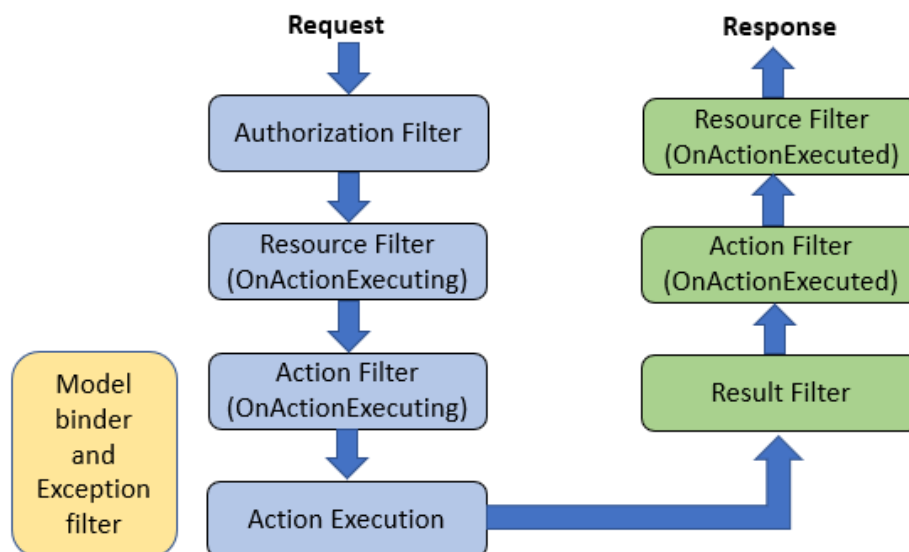 Request
Authorization Filter
Resource Filter
(OnActionExecuting)
Action Filter
(OnActionExecuting)
Action Execution
Model
binder
and
Exception
filter
Response
Resource Filter
(OnActionExecuted)
Action Filter
(OnActionExecuted)
Result Filter